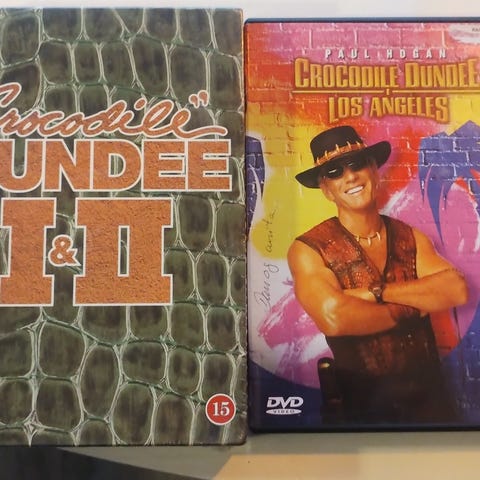 Crocodile"
DUNDEE
I & II
15
PAUL HOGAN
CROCODILE DUNDEE
I
LOS ANGELES
DVD
VIDEO